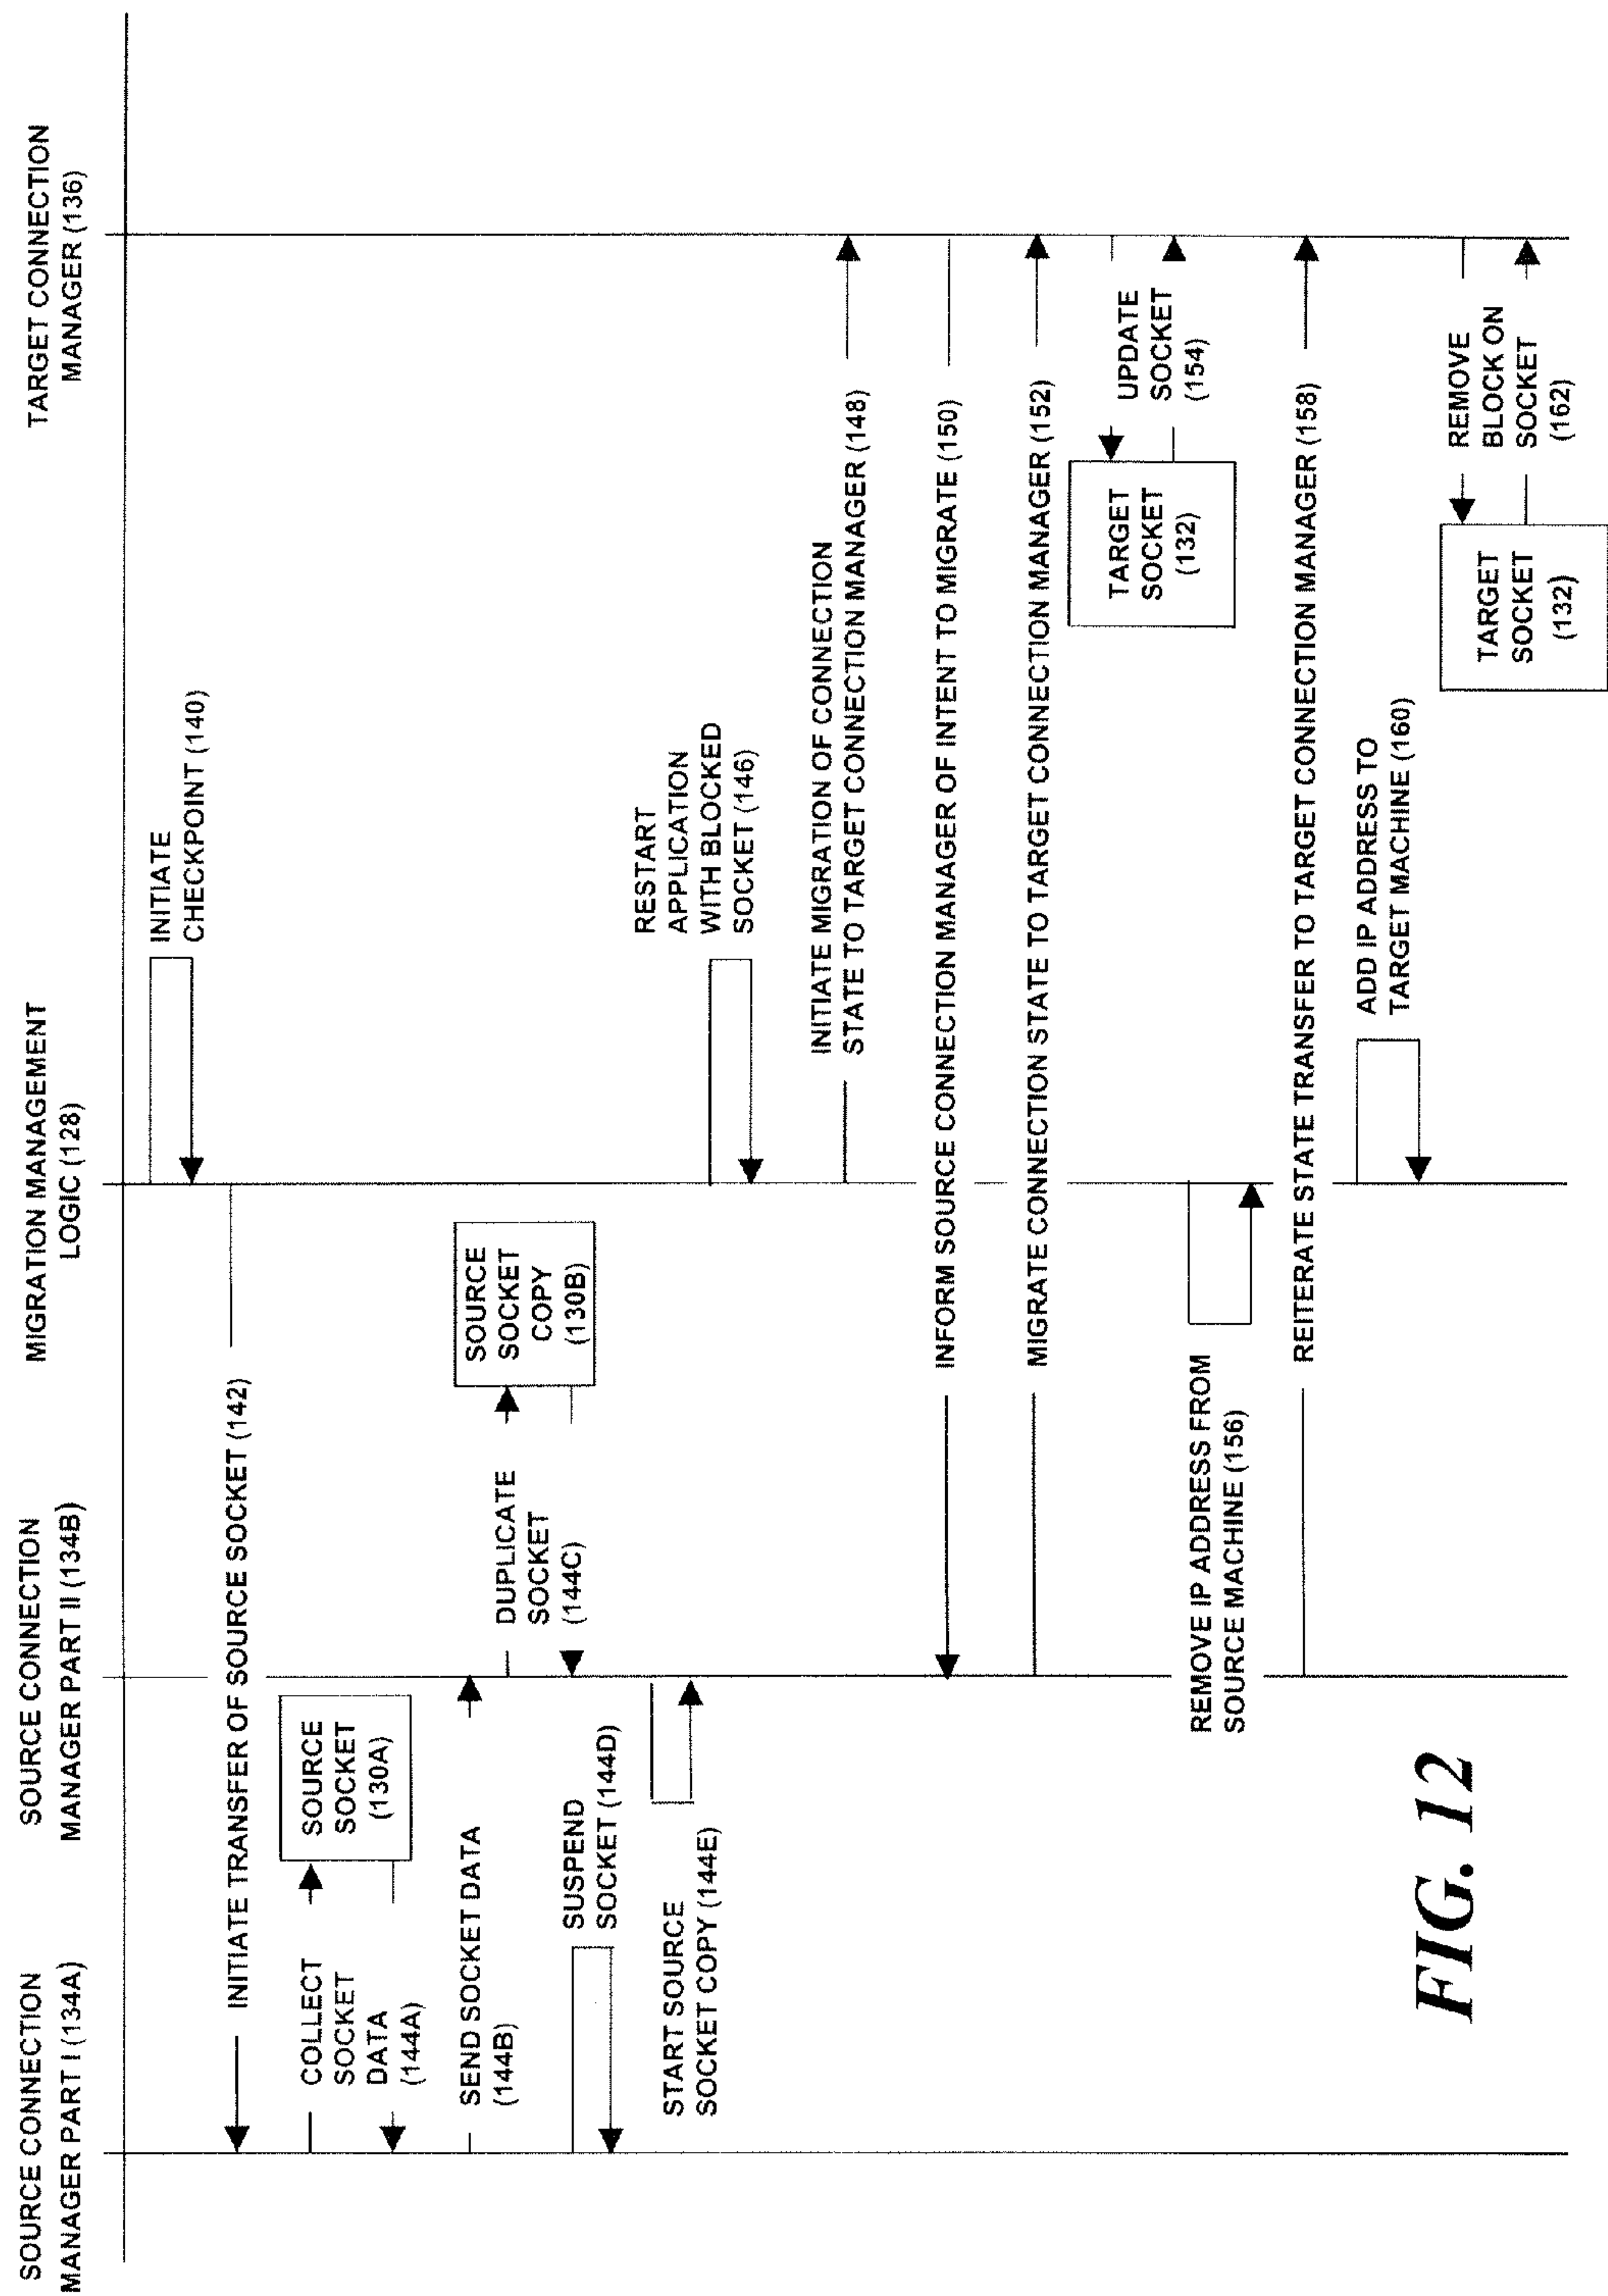 SOURCE CONNECTION
MANAGER PART I (134A)
SOURCE CONNECTION
MANAGER PART II (134B)
MIGRATION MANAGEMENT
LOGIC (128)
TARGET CONNECTION
MANAGER (136)
INITIATE
CHECKPOINT (140)
INITIATE TRANSFER OF SOURCE SOCKET (142)
COLLECT
SOCKET
DATA
(144A)
SOURCE
SOCKET
(130A)
SEND SOCKET DATA
(144B)
DUPLICATE
SOCKET
(144C)
SOURCE
SOCKET
COPY
(130B)
SUSPEND
SOCKET (144D)
START SOURCE
SOCKET COPY (144E)
RESTART
APPLICATION
WITH BLOCKED
SOCKET (146)
INITIATE MIGRATION OF CONNECTION
STATE TO TARGET CONNECTION MANAGER (148)
INFORM SOURCE CONNECTION MANAGER OF INTENT TO MIGRATE (150)
MIGRATE CONNECTION STATE TO TARGET CONNECTION MANAGER (152)
TARGET
SOCKET
(132)
UPDATE
SOCKET
(154)
REMOVE IP ADDRESS FROM
SOURCE MACHINE (156)
REITERATE STATE TRANSFER TO TARGET CONNECTION MANAGER (158)
ADD IP ADDRESS TO
TARGET MACHINE (160)
TARGET
SOCKET
(132)
REMOVE
BLOCK ON
SOCKET
(162)
FIG. 12